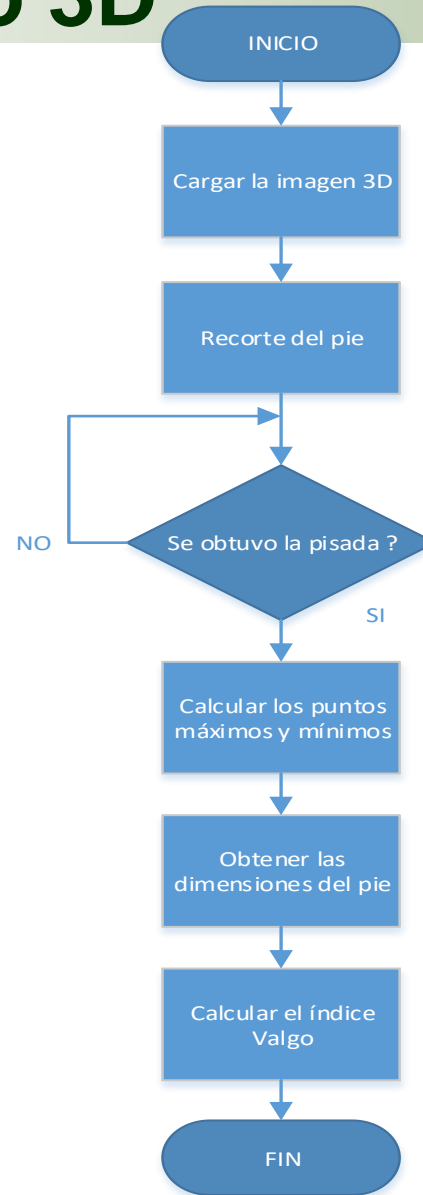 3D
INICIO
Cargar la imagen 3D
Recorte del pie
Se obtuvo la pisada ?
NO
SI
Calcular los puntos
máximos y mínimos
Obtener las
dimensiones del pie
Calcular el índice
Valgo
FIN